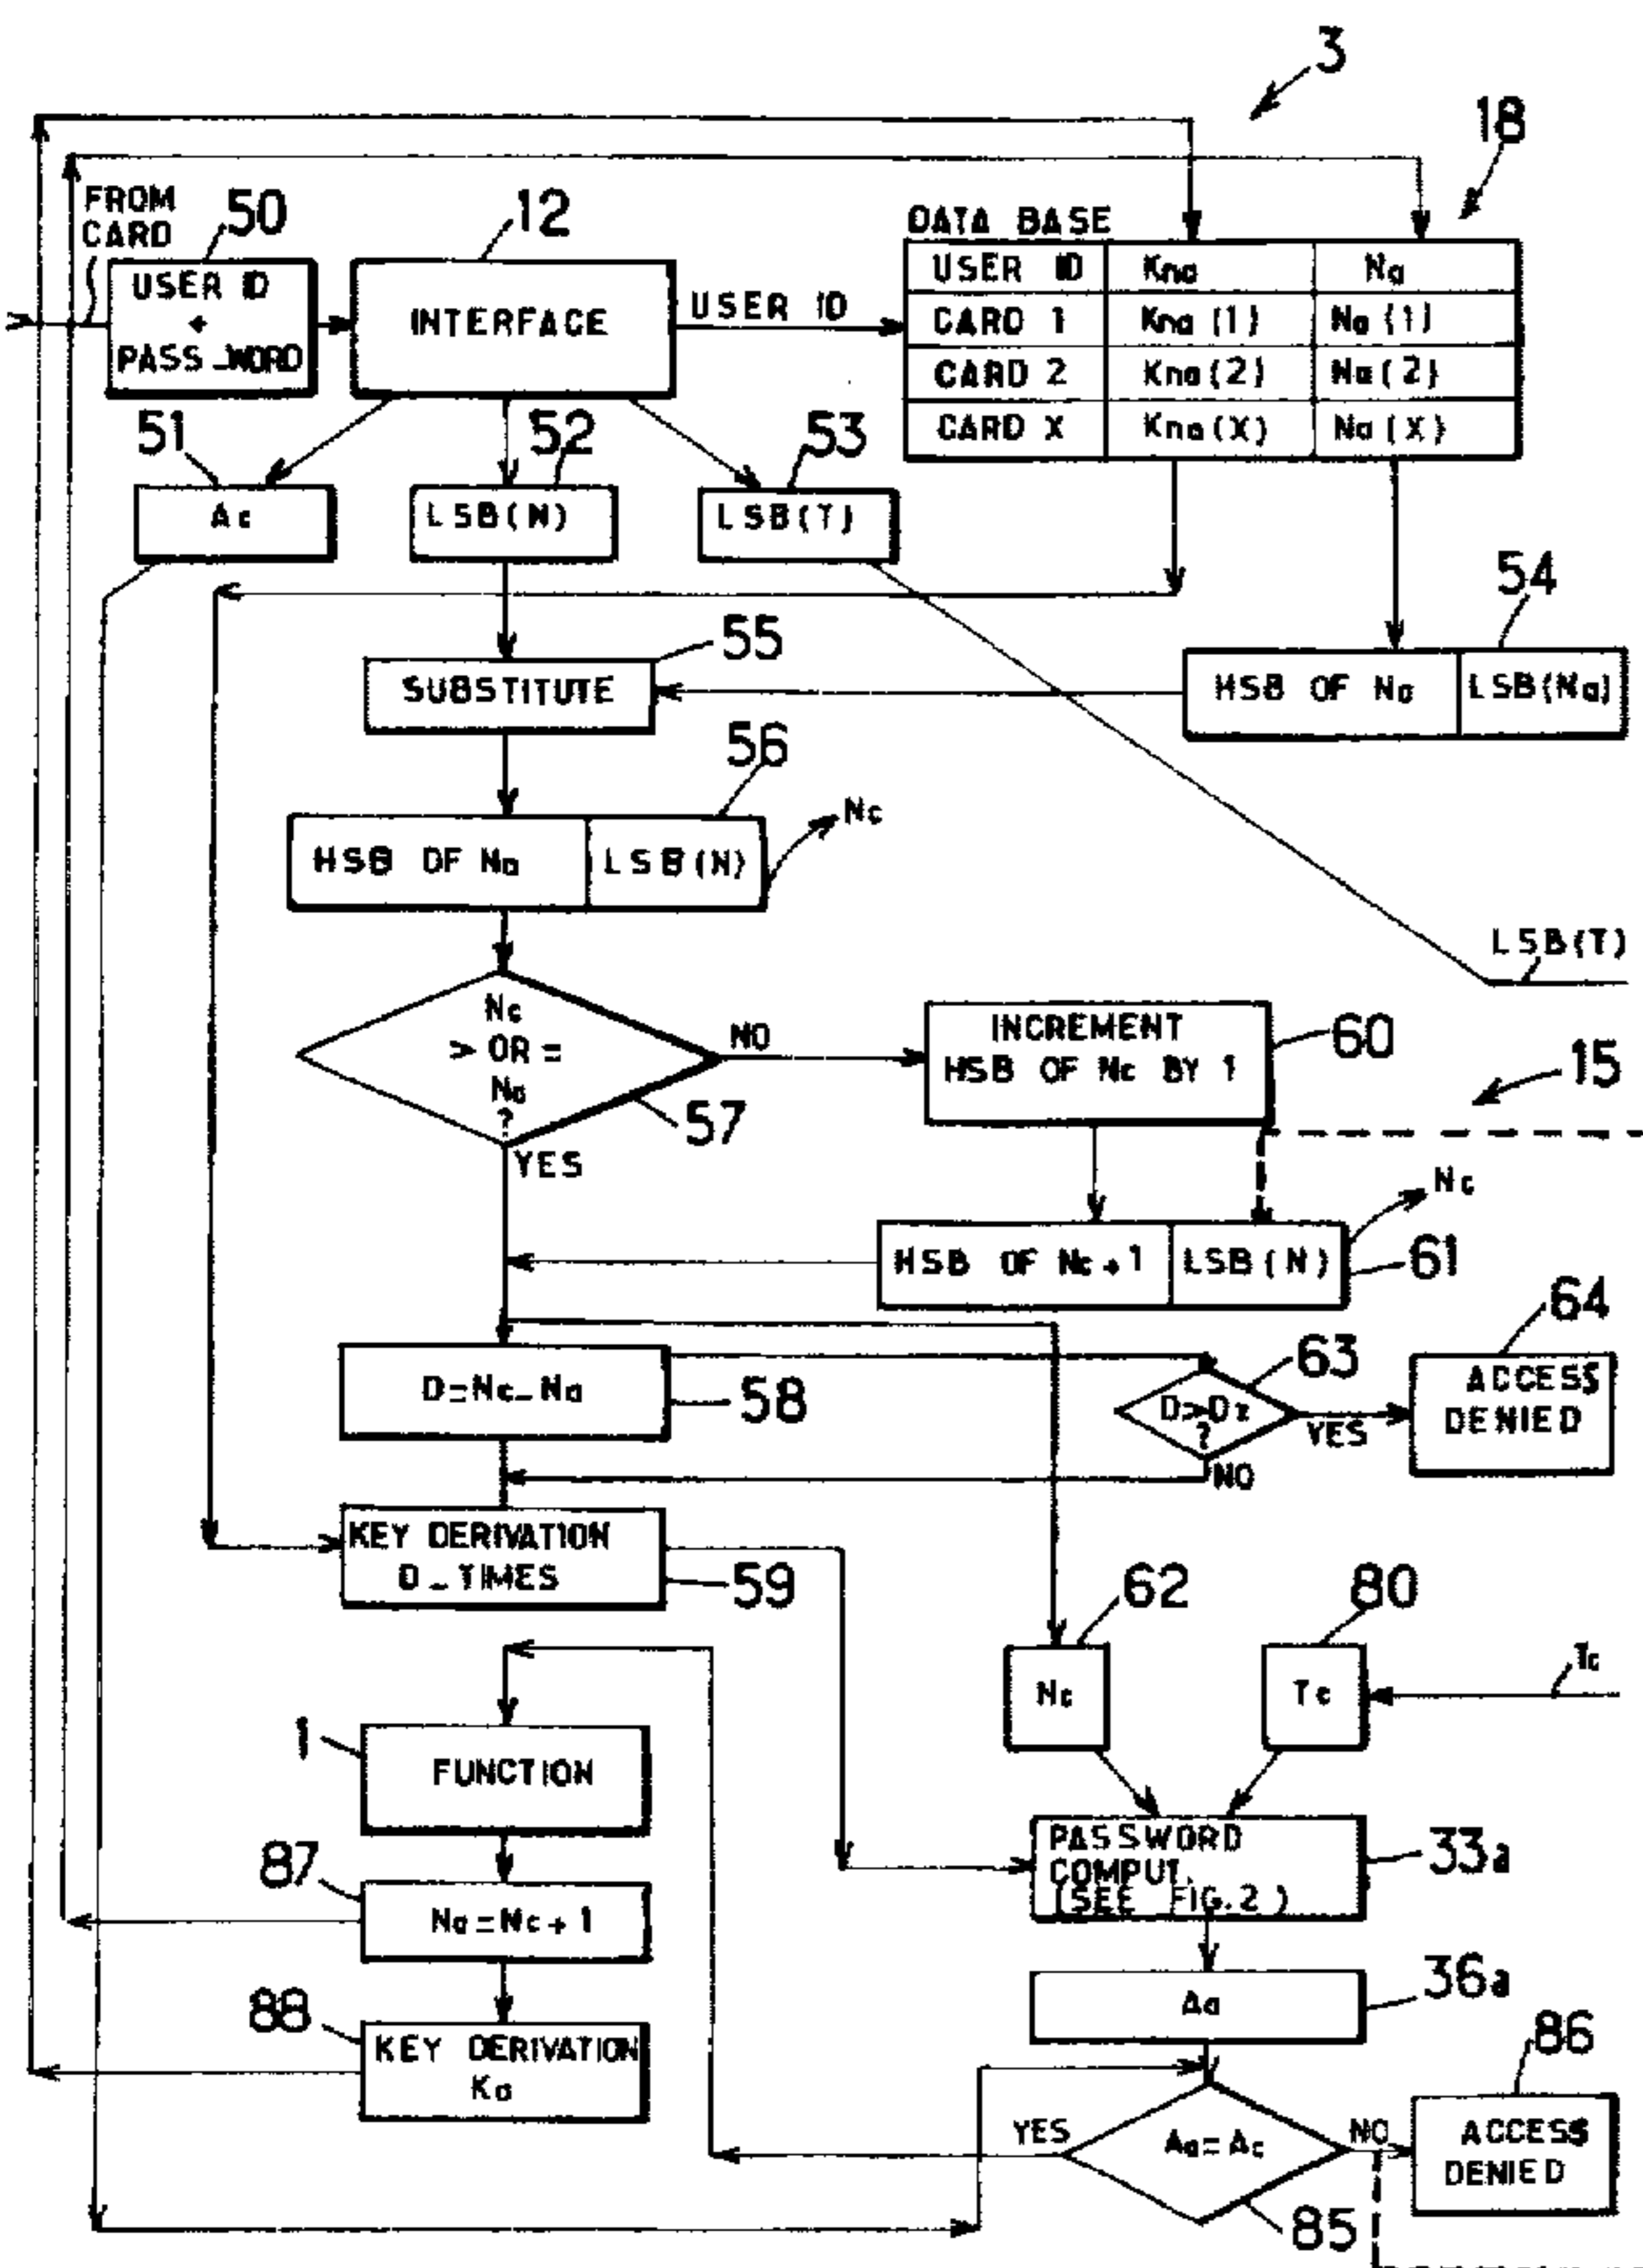 3
18
FROM
CARD
50
12
DATA BASE
USER ID
+
PASS_WORD
INTERFACE
USER ID
USER ID Kna Na
CARD 1 Kna(1) Na(1)
CARD 2 Kna(2) Na(2)
CARD X Kna(X) Na(X)
51
52
53
Ac
LSB(N)
LSB(T)
54
55
SUBSTITUTE
HSB OF Na LSB(Na)
56
Nc
HSB OF Na LSB(N)
LSB(T)
Nc
> OR =
Na
?
NO
57
YES
INCREMENT
HSB OF Nc BY 1
60
15
Nc
HSB OF Nc+1 LSB(N)
61
64
D=Nc_Na
58
63
D>Dx
?
YES
NO
ACCESS
DENIED
KEY DERIVATION
D_TIMES
59
62
80
Nc
Tc
Tc
1
FUNCTION
PASSWORD
COMPUT.
(SEE FIG.2)
33a
87
Na=Nc+1
36a
Aa
88
KEY DERIVATION
Ka
86
YES
Aa=Ac
NO
ACCESS
DENIED
85